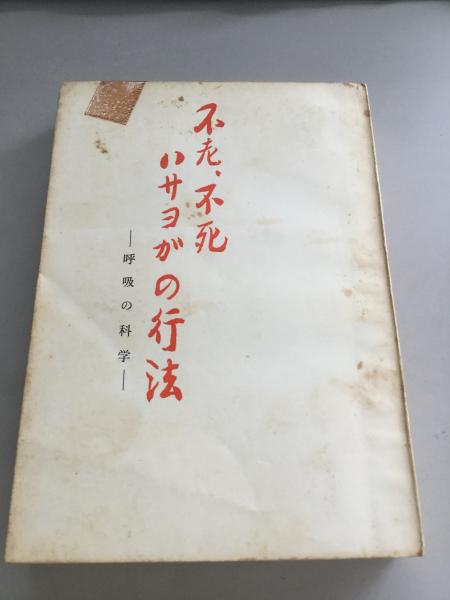 不老、不死
ハサヨガの行法
―呼吸の科学―